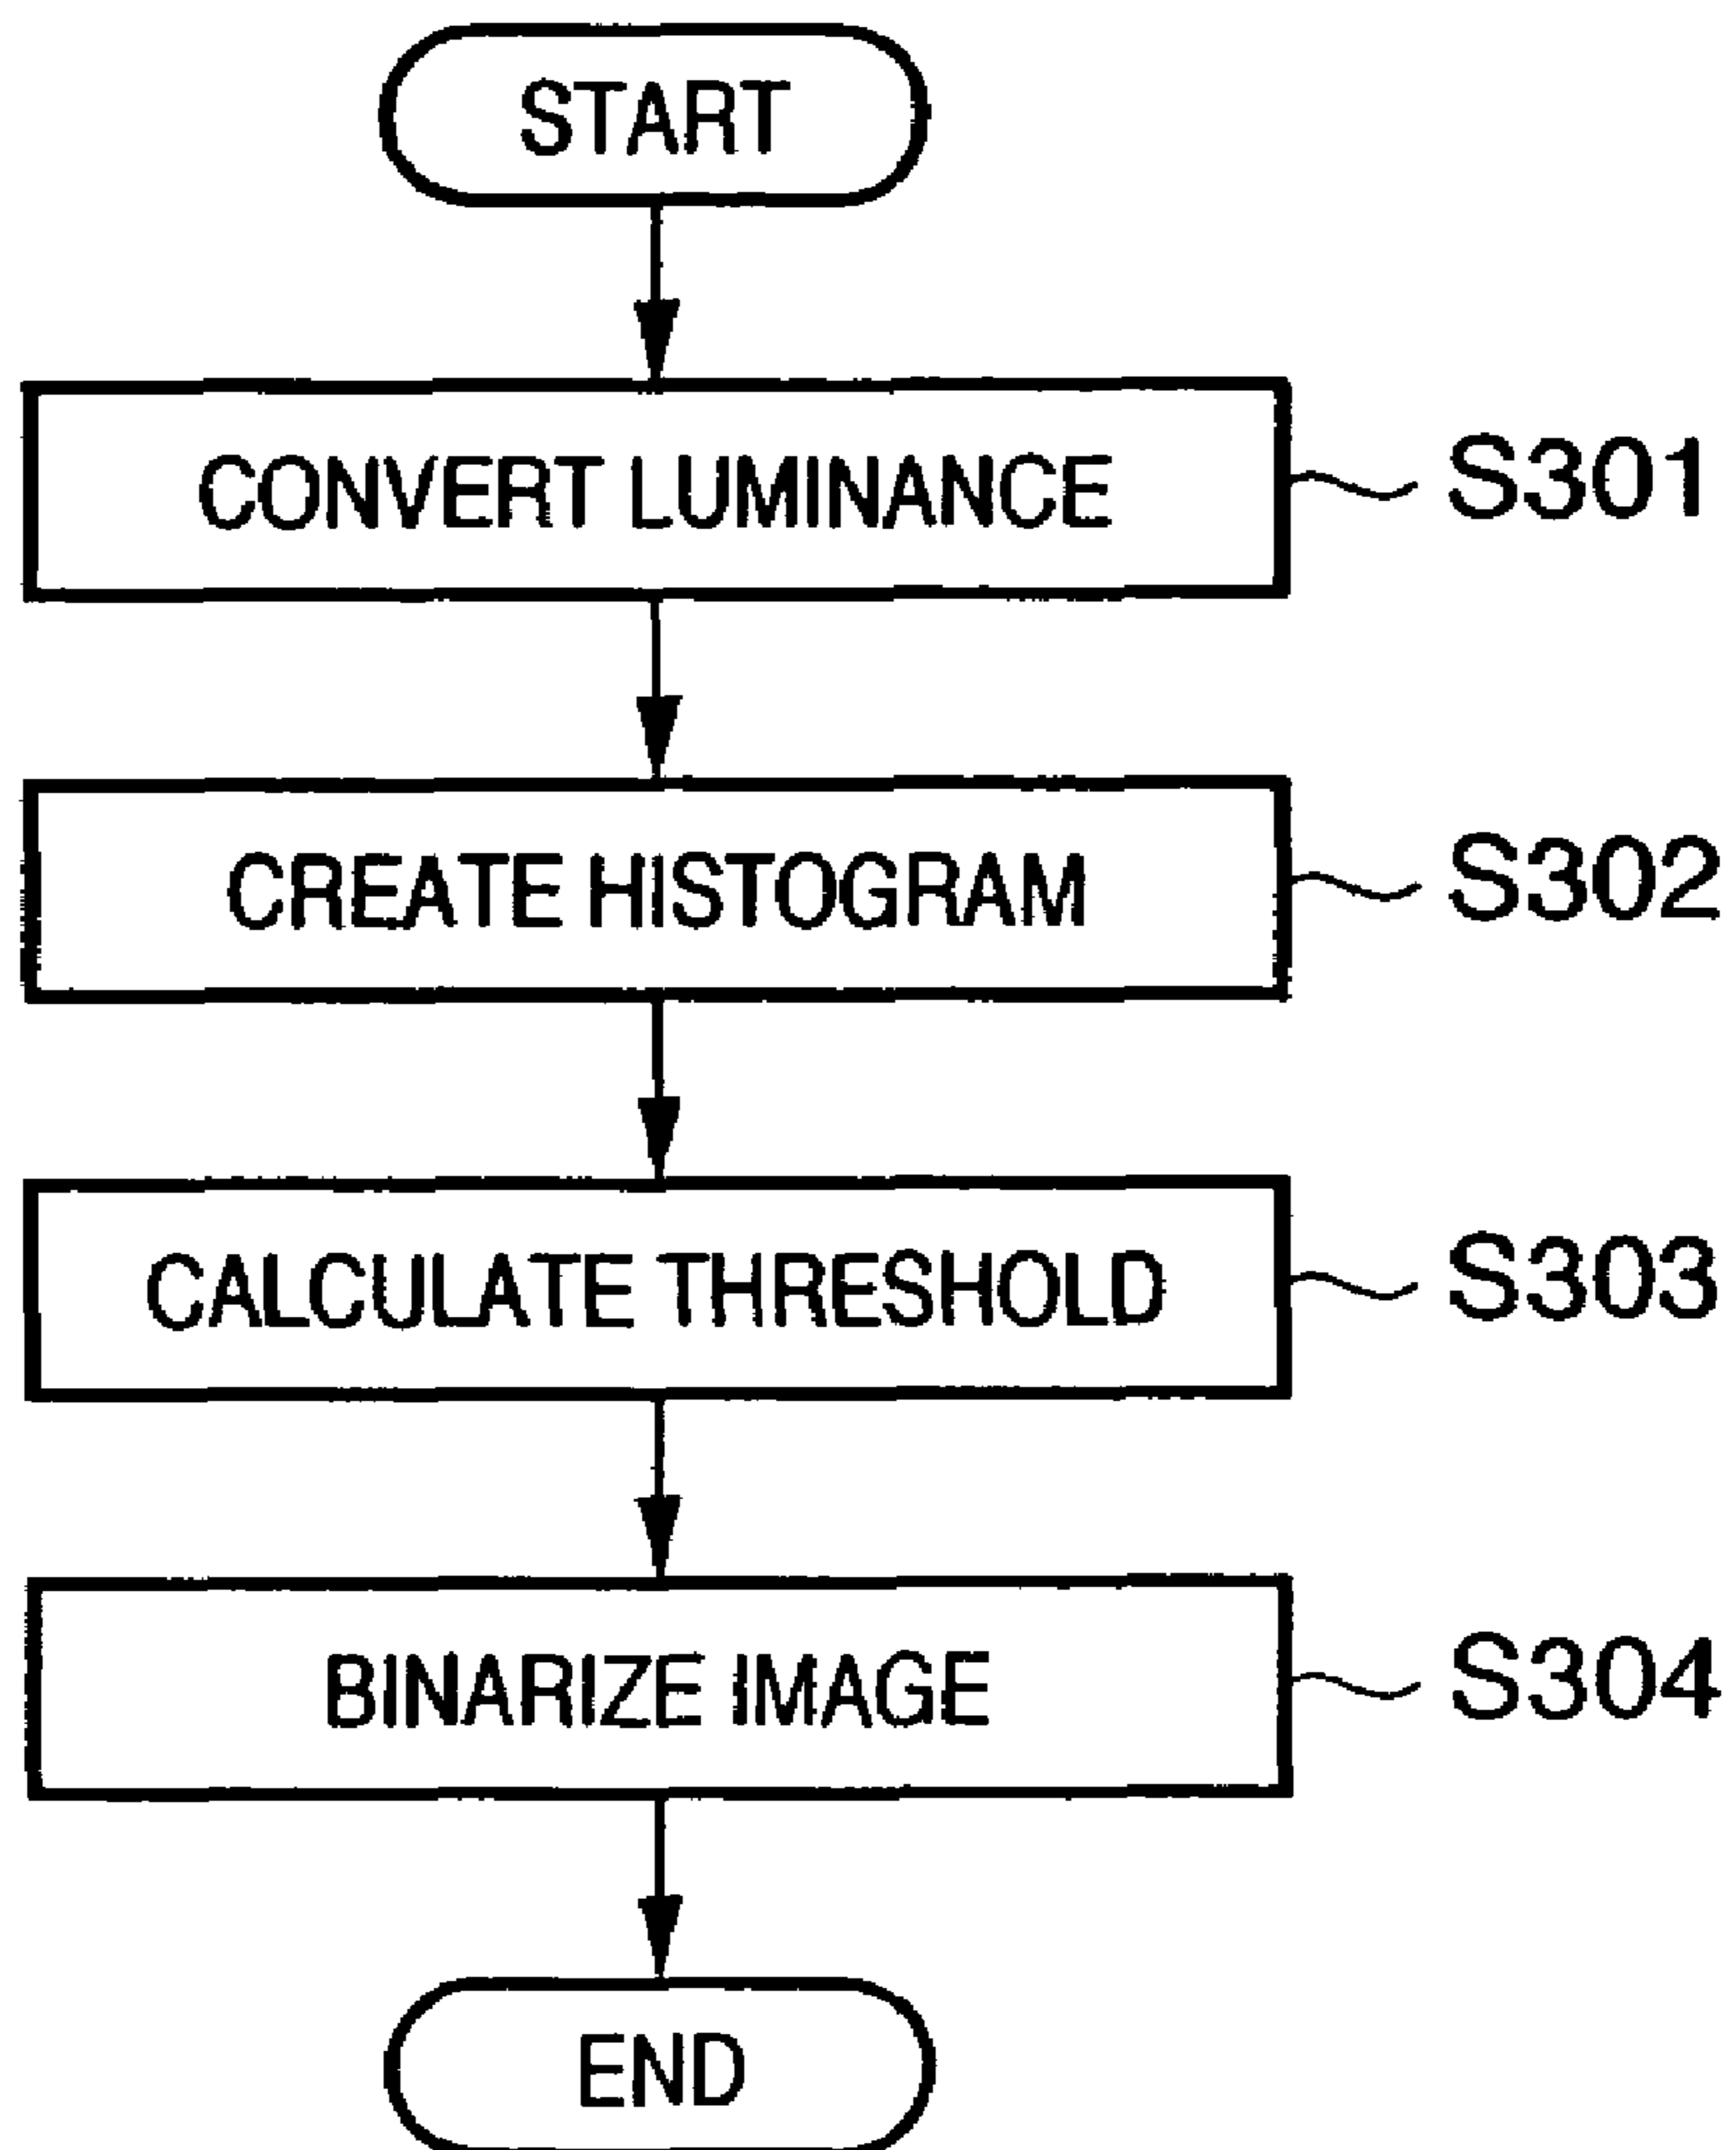 START
CONVERT LUMINANCE
S301
CREATE HISTOGRAM
S302
CALCULATE THRESHOLD
S303
BINARIZE IMAGE
S304
END